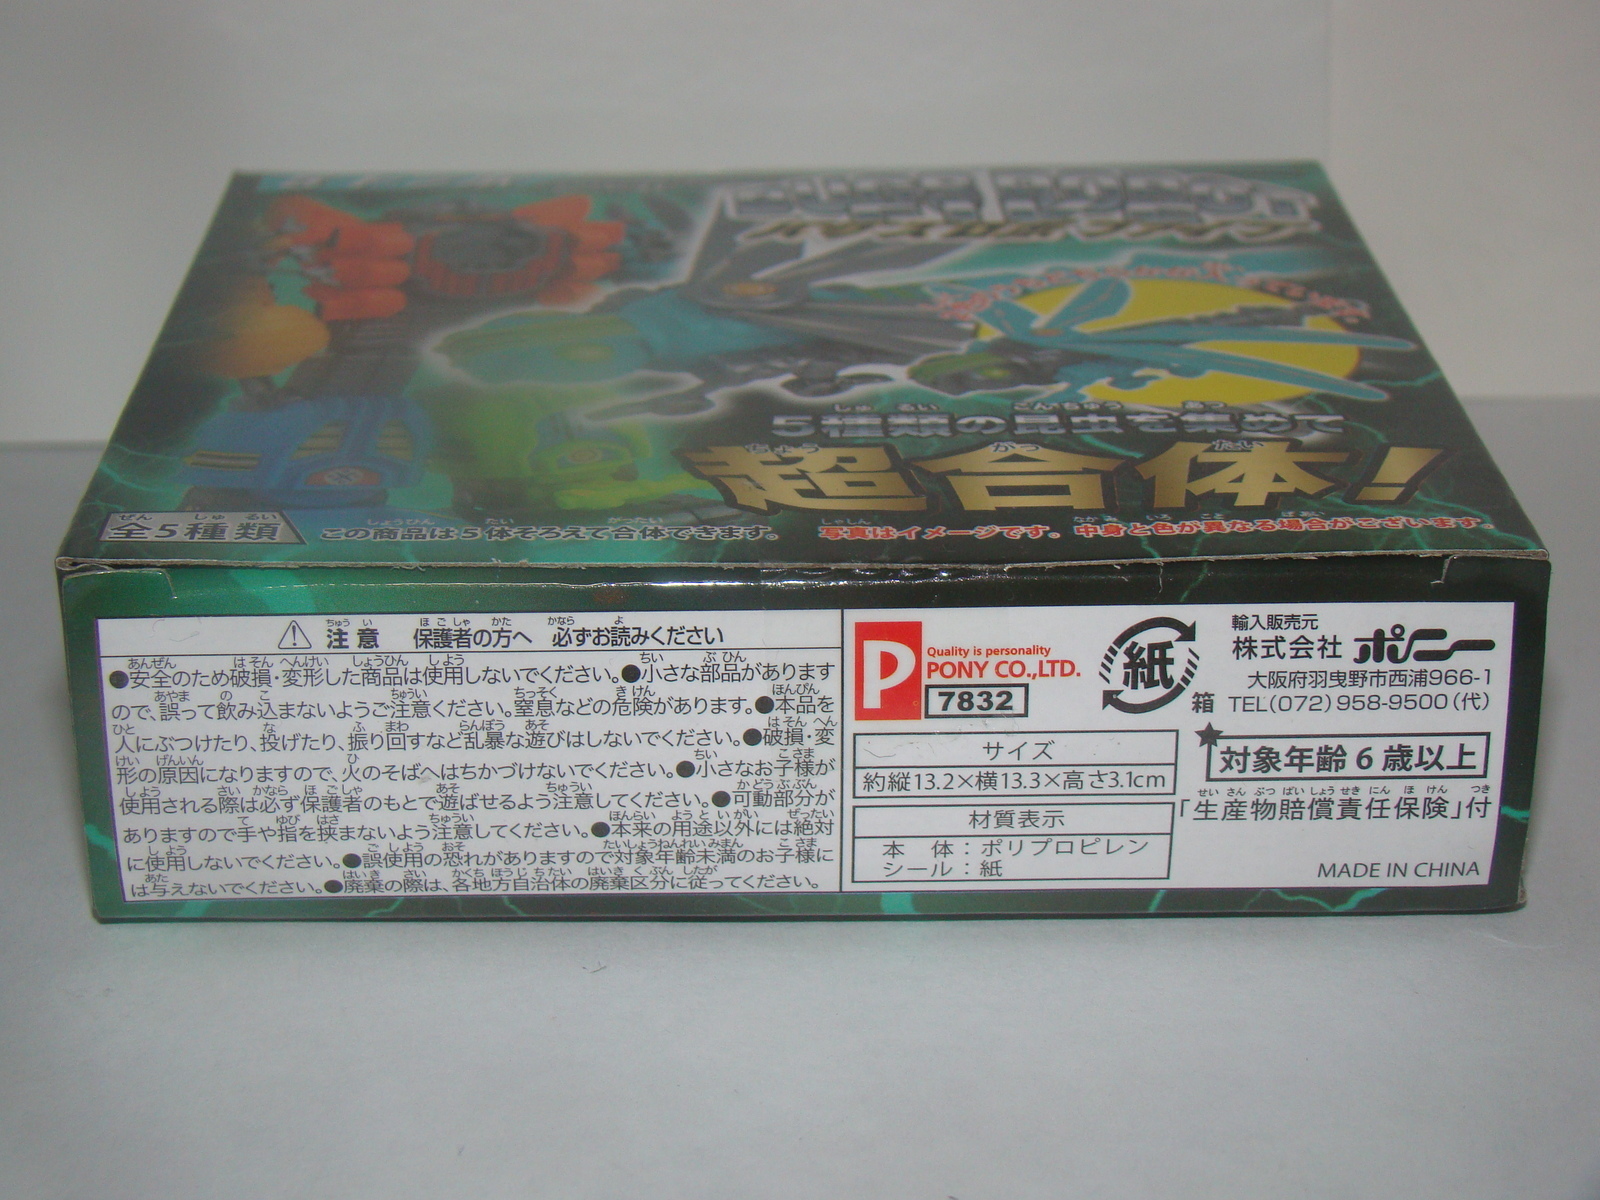 5種類の昆虫を集めて
超合体!
全5種類
この商品は5体そろえて合体できます。
写真はイメージです。中身と色が異なる場合がございます。
注意 保護者の方へ 必ずお読みください
●安全のため破損・変形した商品は使用しないでください。●小さな部品があります
ので、誤って飲み込まないようご注意ください。窒息などの危険があります。●本品を
人にぶつけたり、投げたり、振り回すなど乱暴な遊びはしないでください。●破損・変
形の原因になりますので、火のそばへはちかづけないでください。●小さなお子様が
使用される際は必ず保護者のもとで遊ばせるよう注意してください。●可動部分が
ありますので手や指を挟まないよう注意してください。●本来の用途以外には絶対
に使用しないでください。●誤使用の恐れがありますので対象年齢未満のお子様に
は与えないでください。●廃棄の際は、各地方自治体の廃棄区分に従ってください。
P
Quality is personality
PONY CO.,LTD.
7832
紙
箱
サイズ
約縦13.2×横13.3×高さ3.1cm
材質表示
本 体:ポリプロピレン
シール:紙
輸入販売元
株式会社 ポニー
大阪府羽曳野市西浦966-1
TEL(072)958-9500(代)
★対象年齢6歳以上
「生産物賠償責任保険」付
MADE IN CHINA